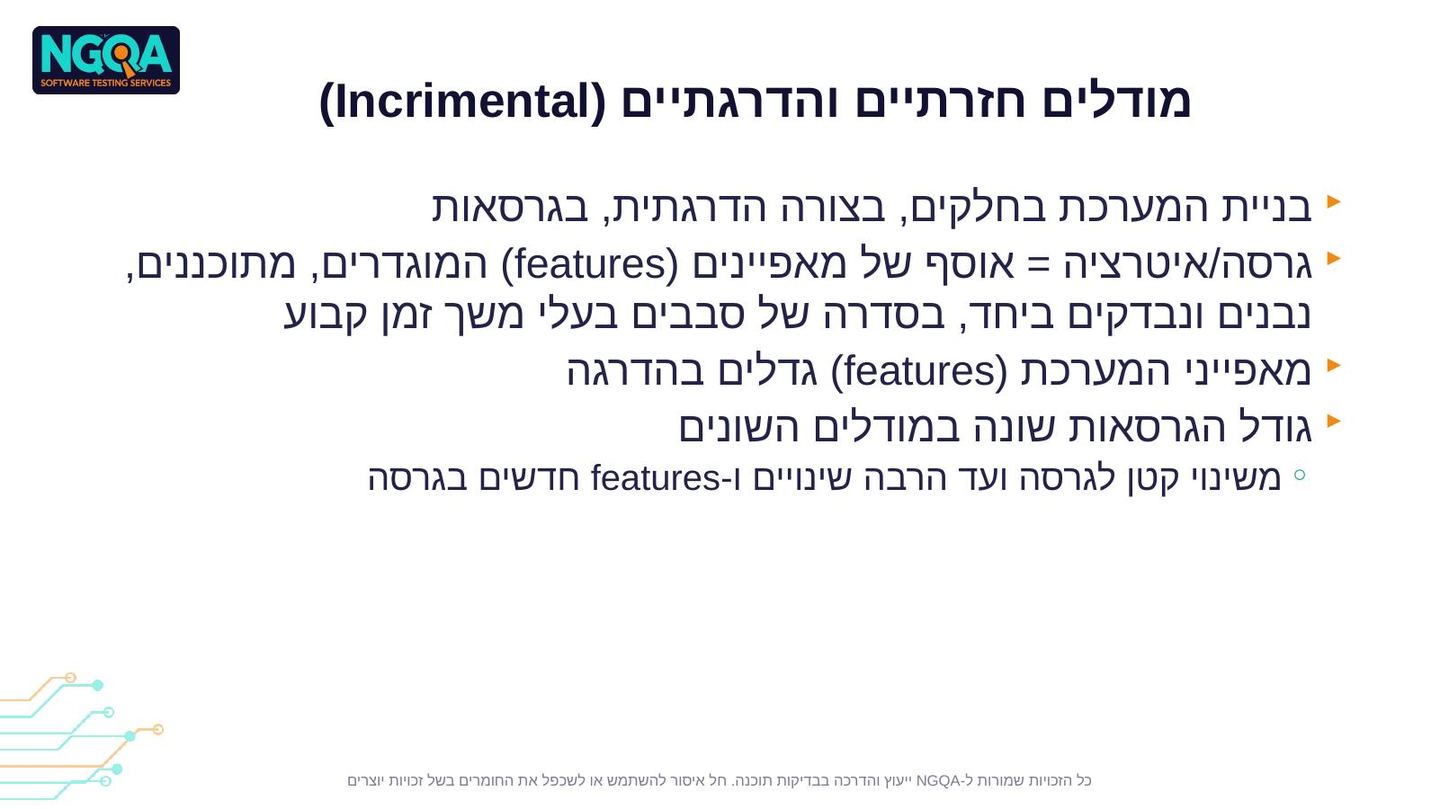 NGQA
SOFTWARE TESTING SERVICES
מודלים חזרתיים והדרגתיים (Incrimental)
בניית המערכת בחלקים, בצורה הדרגתית, בגרסאות
גרסה/איטרציה = אוסף של מאפיינים (features) המוגדרים, מתוכננים,
נבנים ונבדקים ביחד, בסדרה של סבבים בעלי משך זמן קבוע
מאפייני המערכת (features) גדלים בהדרגה
גודל הגרסאות שונה במודלים השונים
משינוי קטן לגרסה ועד הרבה שינויים ו-features חדשים בגרסה
כל הזכויות שמורות ל-NGQA ייעוץ והדרכה בבדיקות תוכנה. חל איסור להשתמש או לשכפל את החומרים בשל זכויות יוצרים